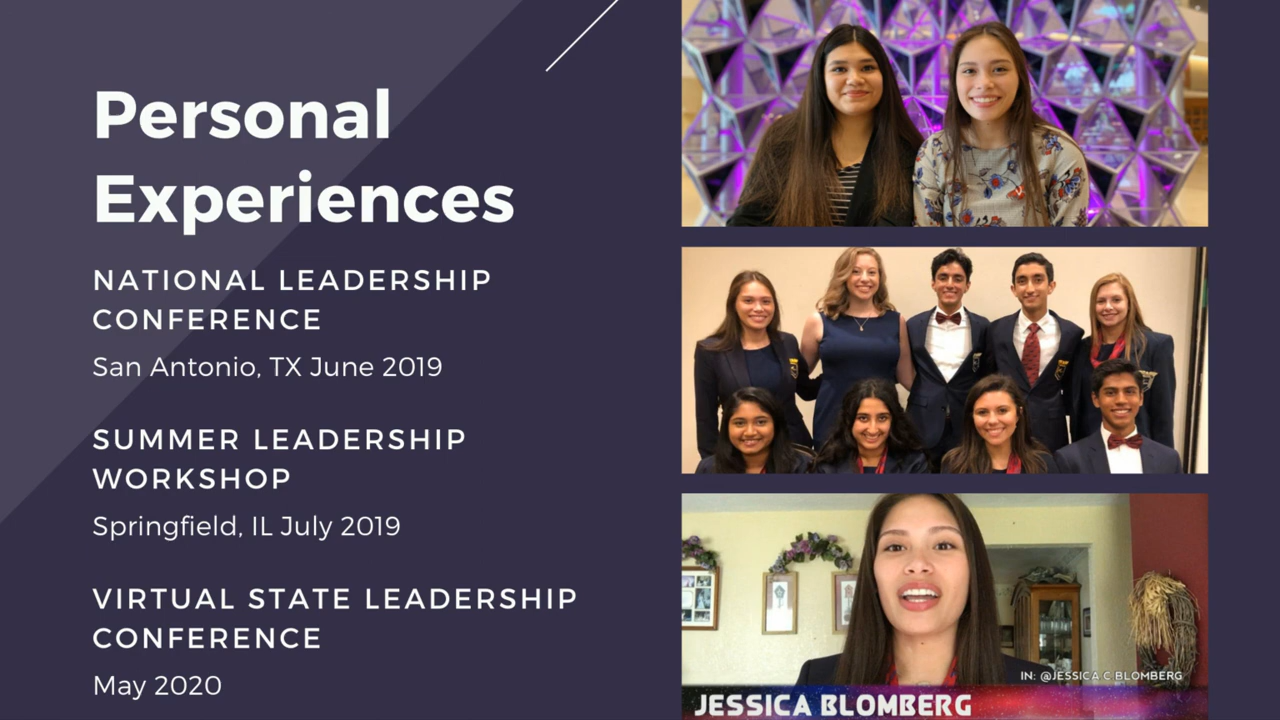 Personal
Experiences
NATIONAL LEADERSHIP
CONFERENCE
San Antonio, TX June 2019
SUMMER LEADERSHIP
WORKSHOP
Springfield, IL July 2019
VIRTUAL STATE LEADERSHIP
CONFERENCE
May 2020
IN: @JESSICA C BLOMBERG
JESSICA BLOMBERG